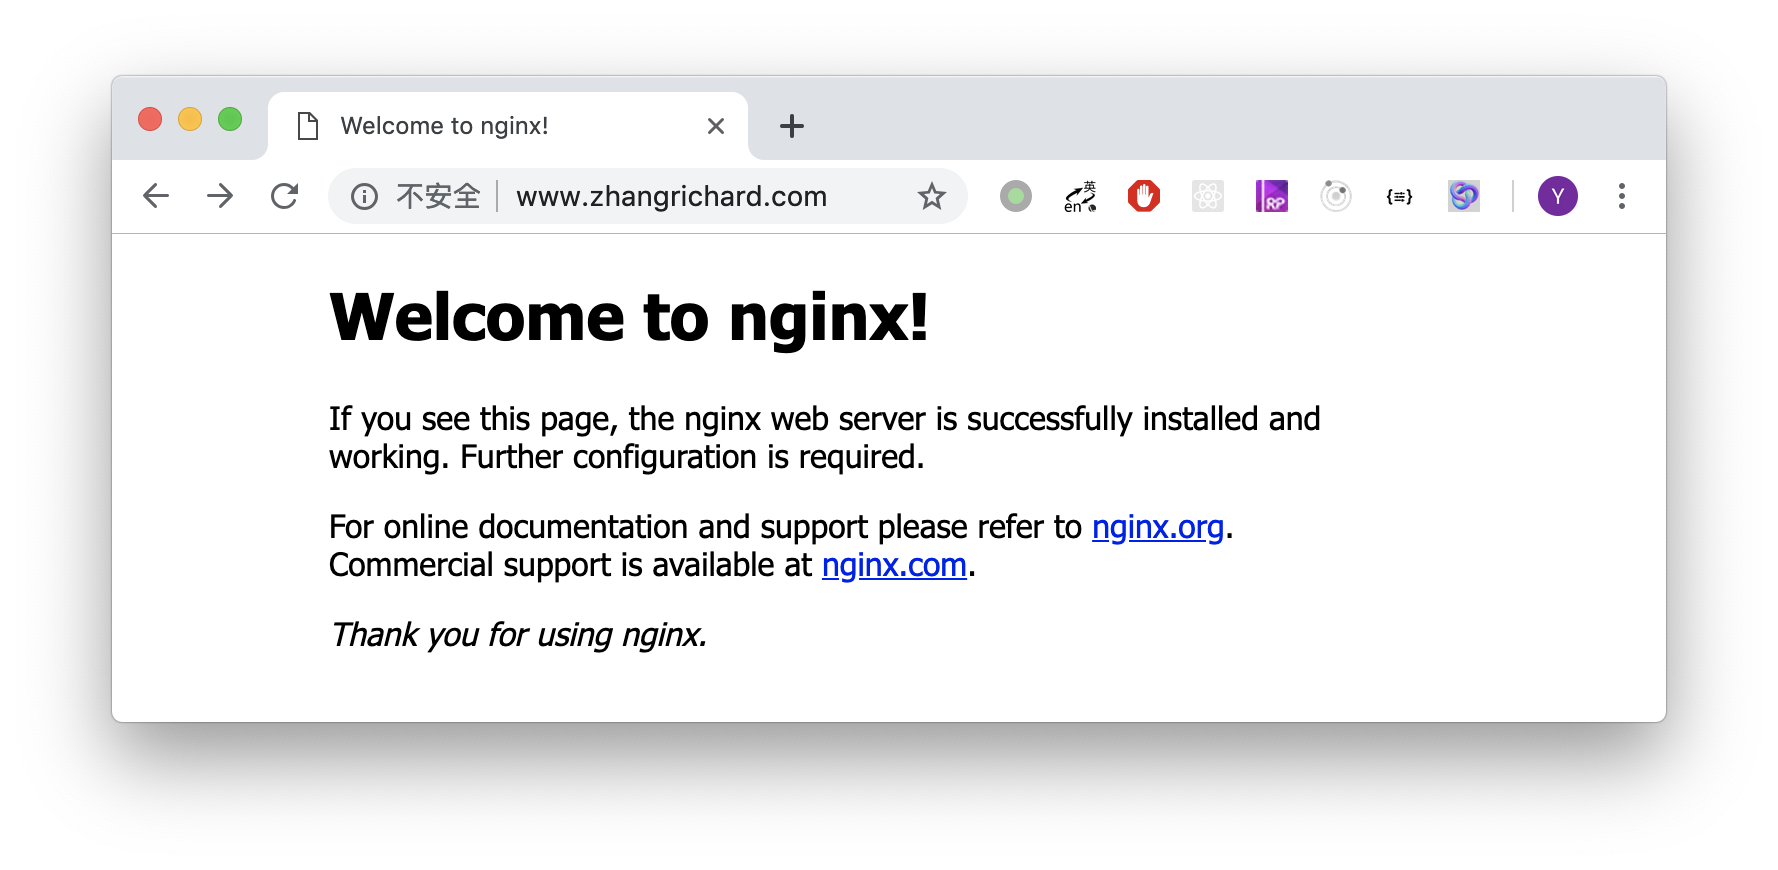 Welcome to nginx!
不安全 www.zhangrichard.com
英
en
RP
{≡}
Y
Welcome to nginx!
If you see this page, the nginx web server is successfully installed and
working. Further configuration is required.
For online documentation and support please refer to nginx.org.
Commercial support is available at nginx.com.
Thank you for using nginx.